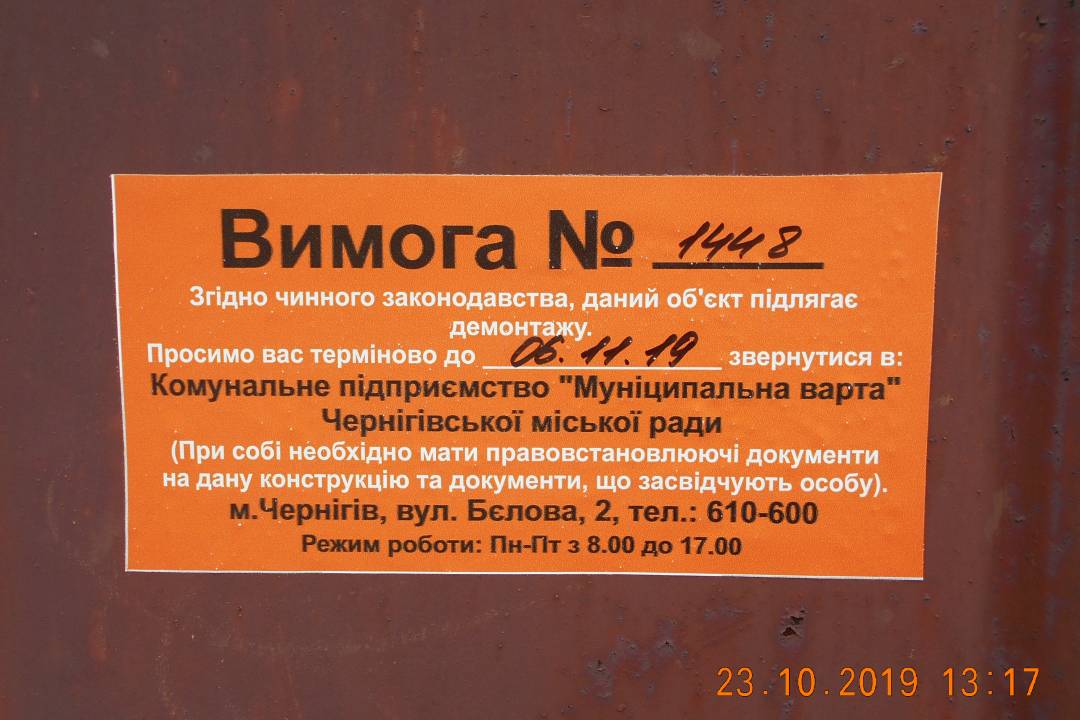 Вимога № 1448
Згідно чинного законодавства, даний об'єкт підлягає
демонтажу.
Просимо вас терміново до 06.11.19 звернутися в:
Комунальне підприємство "Муніципальна варта"
Чернігівської міської ради
(При собі необхідно мати правовстановлюючі документи
на дану конструкцію та документи, що засвідчують особу).
м.Чернігів, вул. Бєлова, 2, тел.: 610-600
Режим роботи: Пн-Пт з 8.00 до 17.00
23.10.2019 13:17